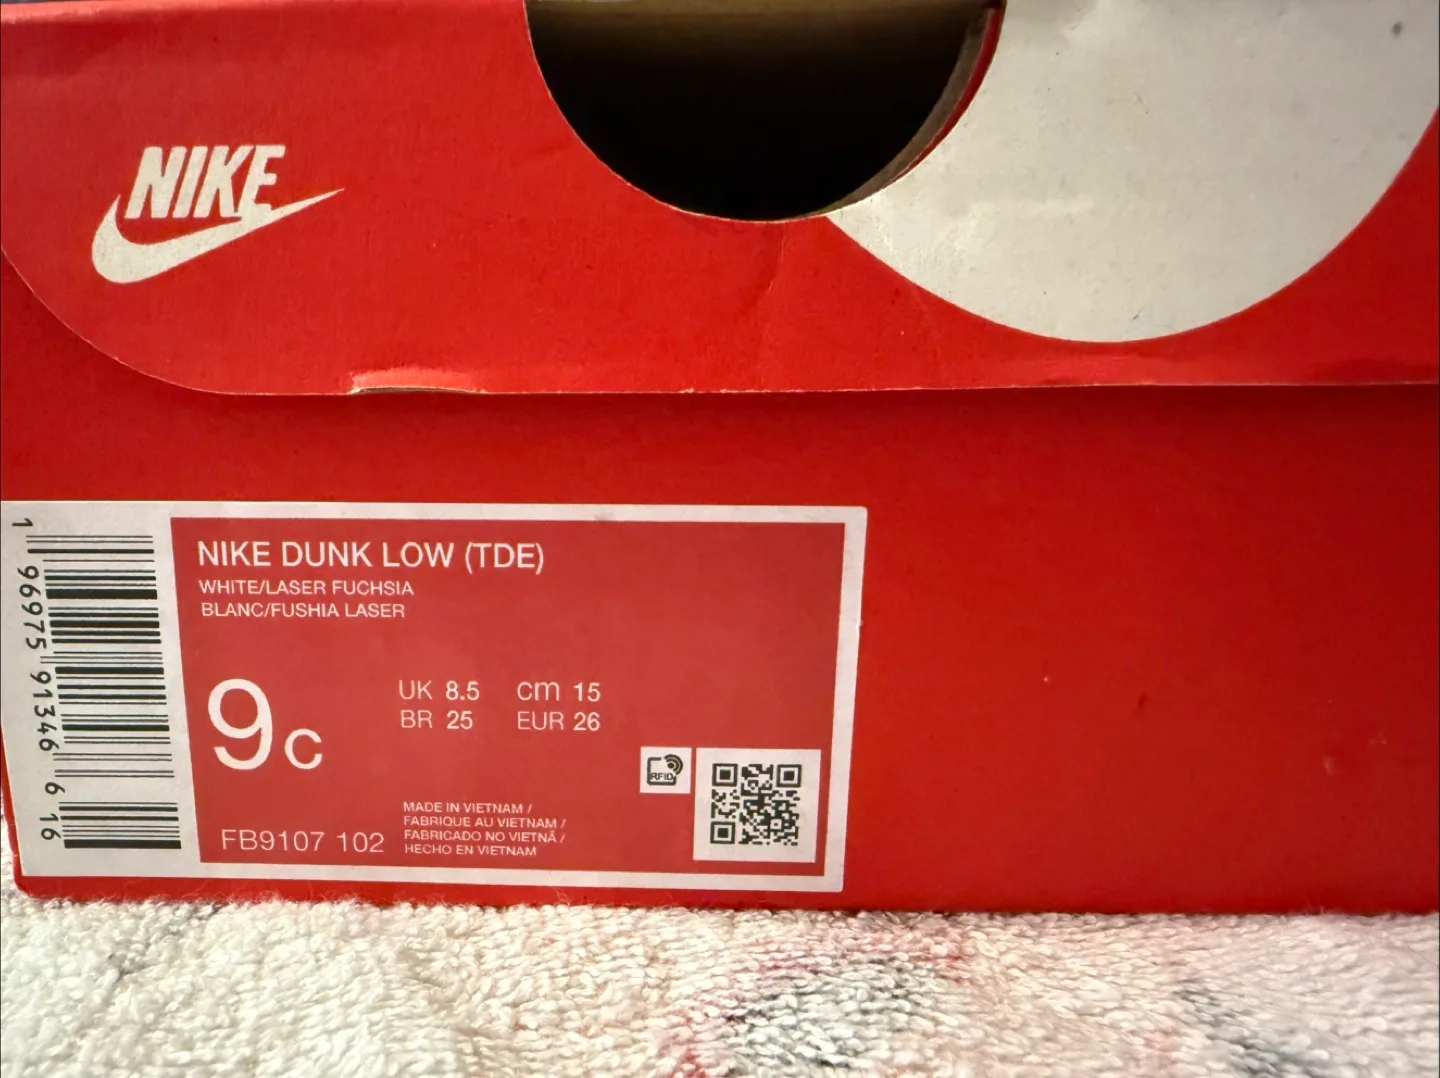 NIKE
NIKE DUNK LOW (TDE)
WHITE/LASER FUCHSIA
BLANC/FUSHIA LASER
9c
UK 8.5 cm 15
BR 25 EUR 26
RFID
FB9107 102
MADE IN VIETNAM /
FABRIQUE AU VIETNAM /
FABRICADO NO VIETNÃ /
HECHO EN VIETNAM
1 96975 91346 6 16